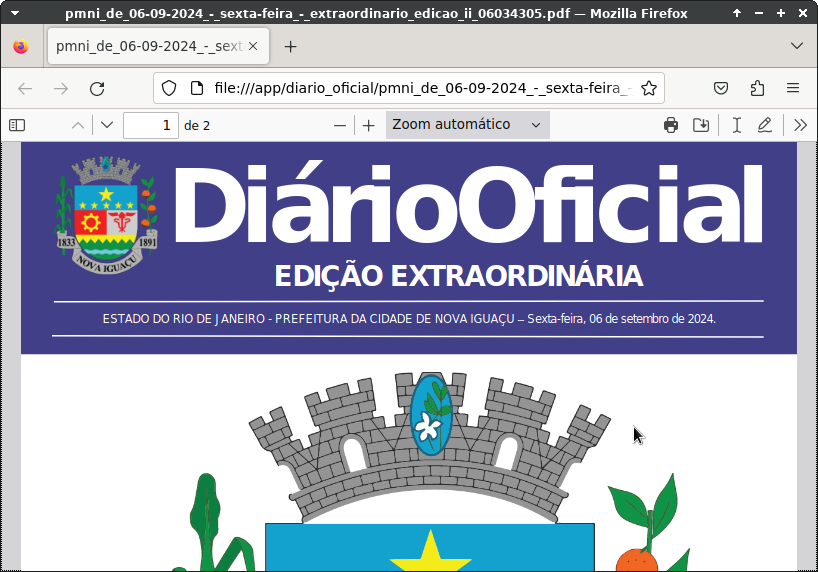 pmni_de_06-09-2024_-_sexta-feira_-_extraordinario_edicao_ii_06034305.pdf — Mozilla Firefox
pmni_de_06-09-2024_-_sext
file:///app/diario_oficial/pmni_de_06-09-2024_-_sexta-feira_-
1 de 2
Zoom automático
1833 1891
NOVA IGUAÇU
DiárioOficial
EDIÇÃO EXTRAORDINÁRIA
ESTADO DO RIO DE JANEIRO - PREFEITURA DA CIDADE DE NOVA IGUAÇU – Sexta-feira, 06 de setembro de 2024.